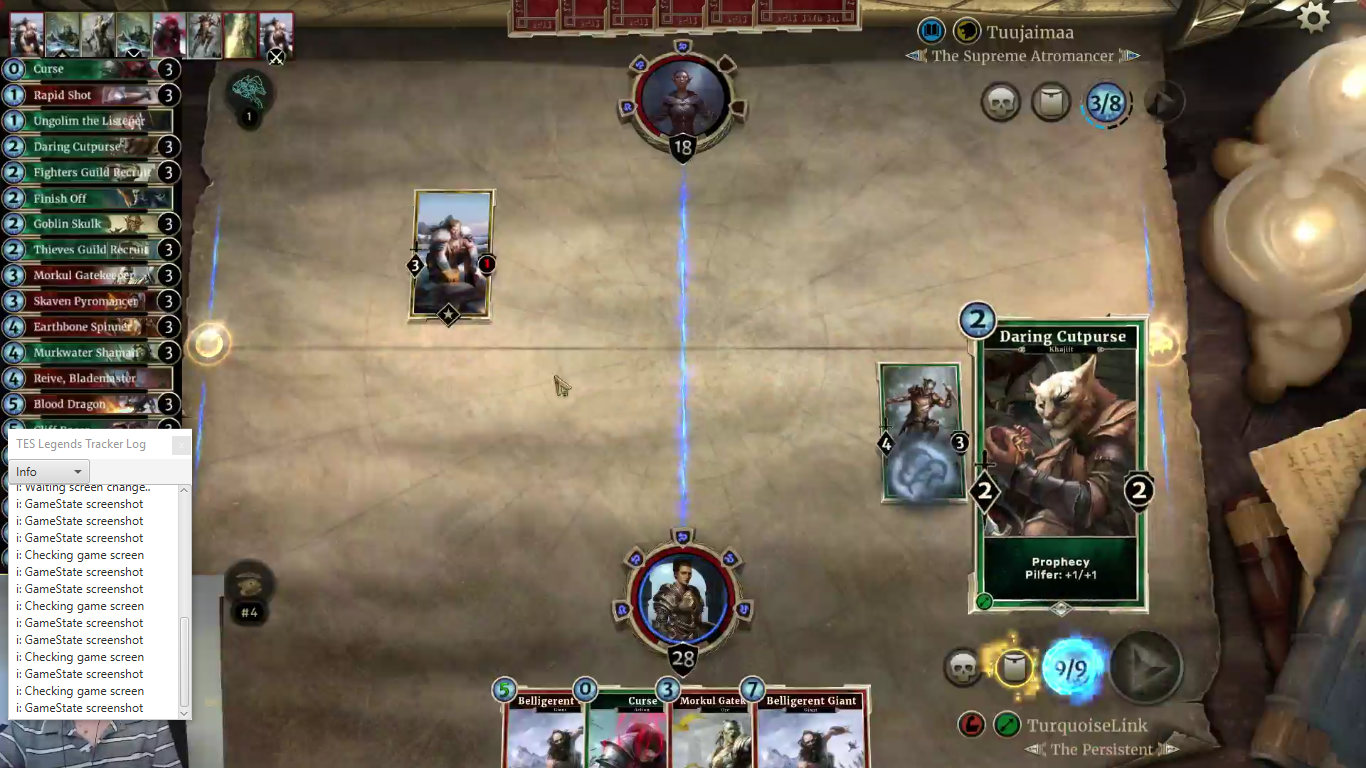 Tuujaimaa
The Supreme Atromancer
0 Curse 3
1 Rapid Shot 3
1 Ungolim the Listener
2 Daring Cutpurse 3
2 Fighters Guild Recruit 3
2 Finish Off
2 Goblin Skulk 3
2 Thieves Guild Recruit 3
3 Morkul Gatekeeper 3
3 Skaven Pyromancer 3
4 Earthbone Spinner 3
4 Murkwater Shaman 3
4 Reive, Blademaster
5 Blood Dragon 3
1
3/8
18
3 1
4 3
2
Daring Cutpurse
Khajiit
2 2
Prophecy
Pilfer: +1/+1
TES Legends Tracker Log
Info
i: Waiting screen change..
i: GameState screenshot
i: GameState screenshot
i: GameState screenshot
i: Checking game screen
i: GameState screenshot
i: GameState screenshot
i: Checking game screen
i: GameState screenshot
i: GameState screenshot
i: Checking game screen
i: GameState screenshot
i: Checking game screen
i: GameState screenshot
#4
28
9/9
5 Belligerent
Giant
0 Curse
Action
3 Morkul Gatek
Orc
7 Belligerent Giant
Giant
TurquoiseLink
The Persistent